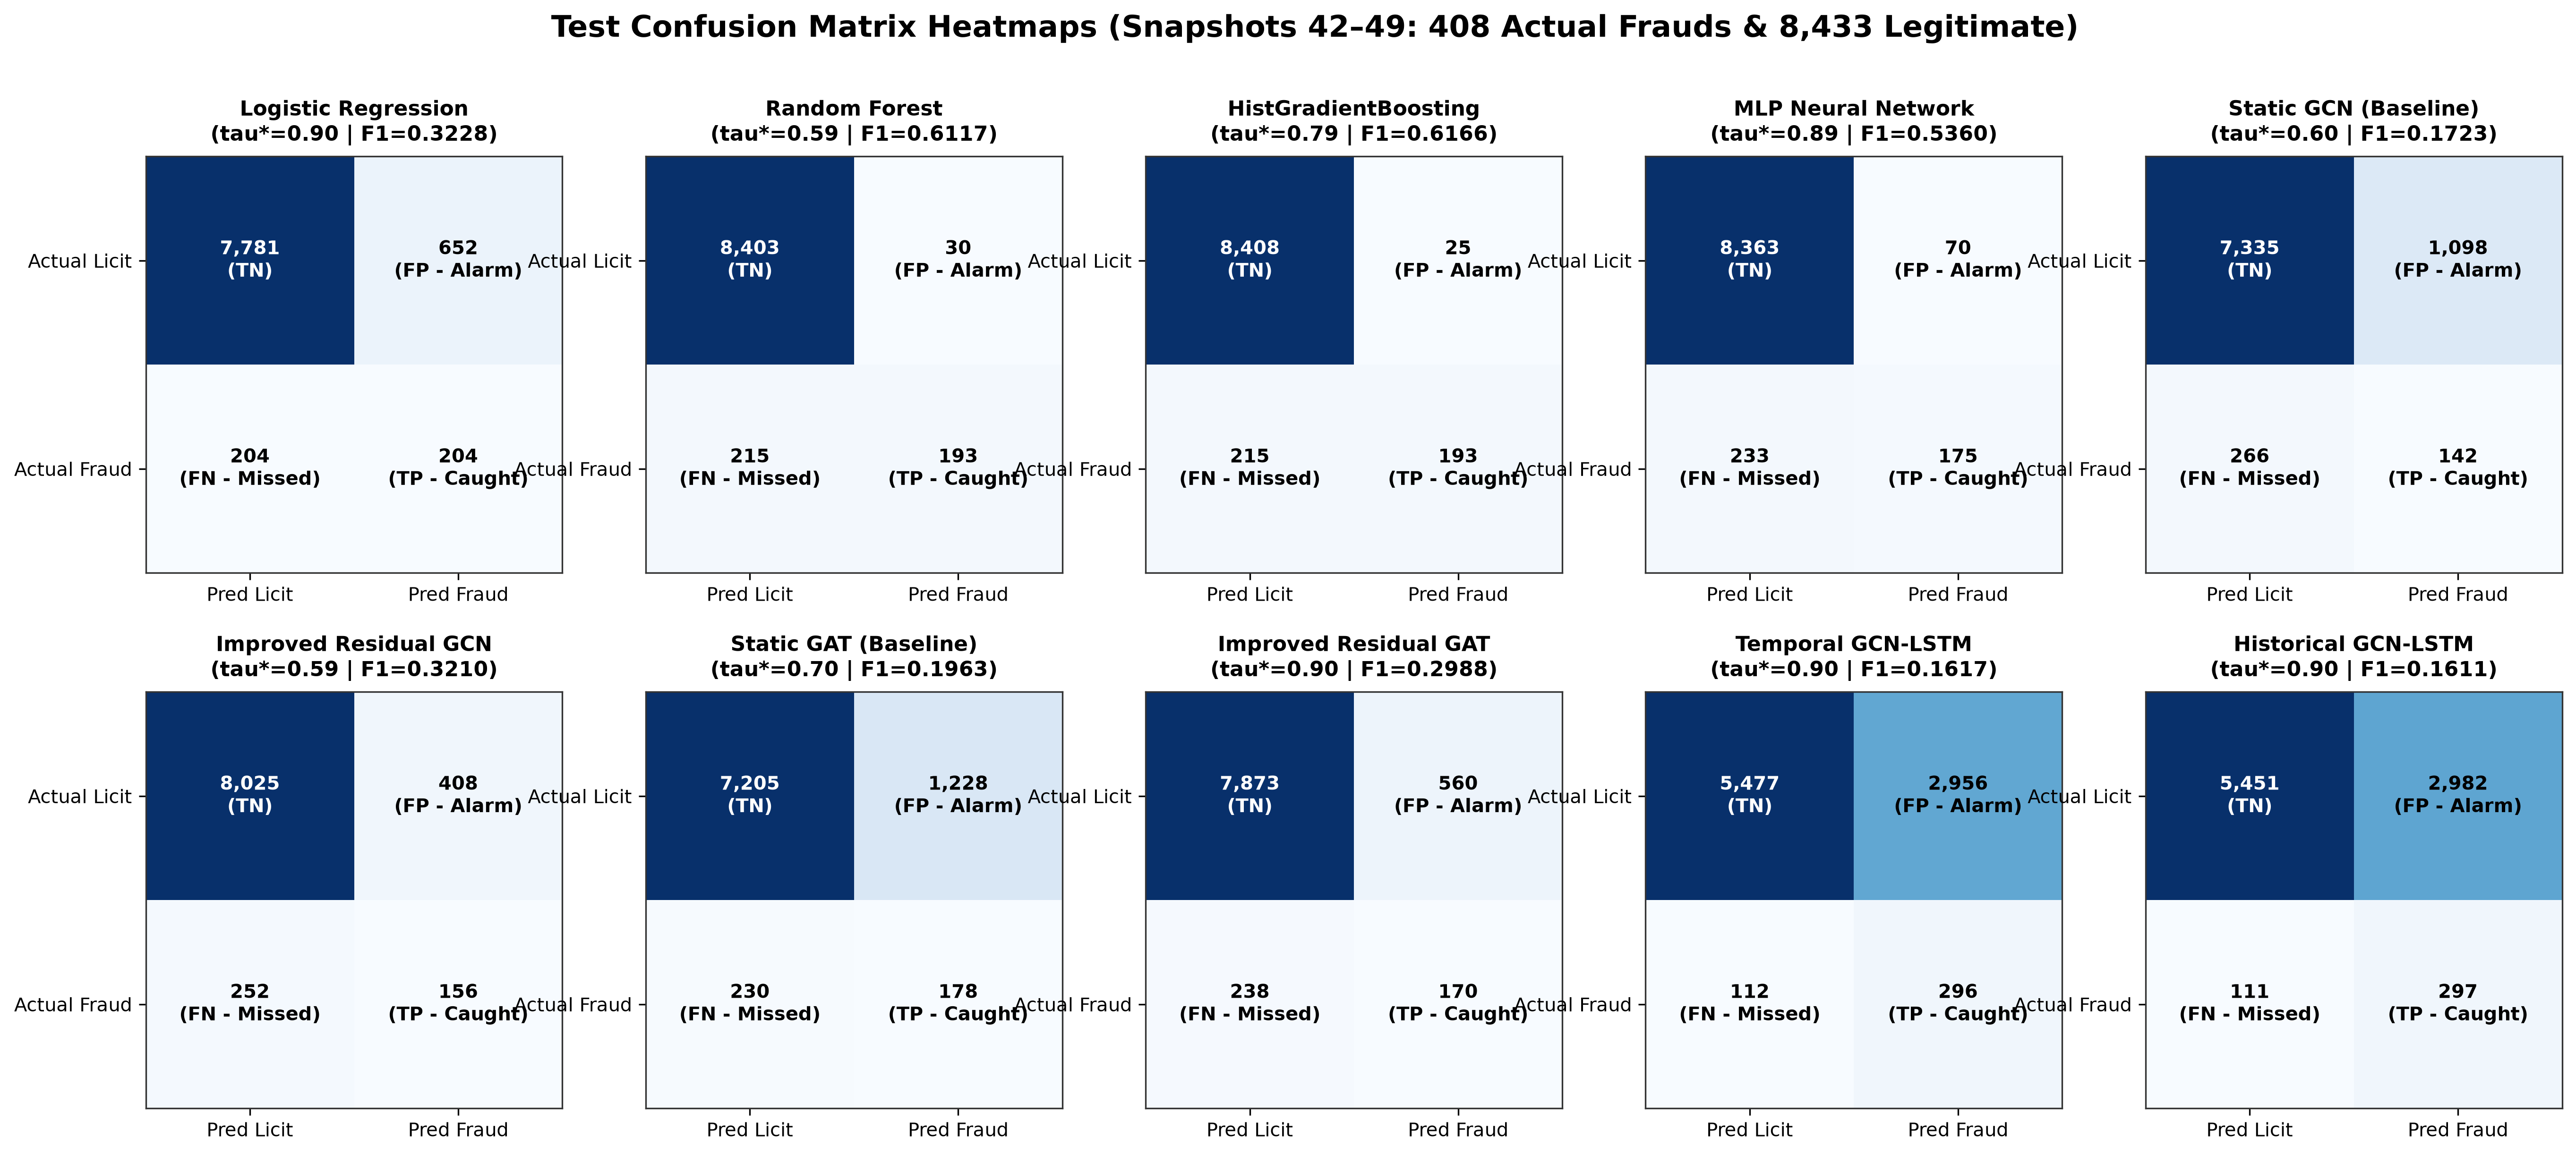 Test Confusion Matrix Heatmaps (Snapshots 42–49: 408 Actual Frauds & 8,433 Legitimate)
Logistic Regression
(tau*=0.90 | F1=0.3228)
Actual Licit
7,781
(TN)
652
(FP - Alarm)
Actual Fraud
204
(FN - Missed)
204
(TP - Caught)
Pred Licit
Pred Fraud
Random Forest
(tau*=0.59 | F1=0.6117)
Actual Licit
8,403
(TN)
30
(FP - Alarm)
Actual Fraud
215
(FN - Missed)
193
(TP - Caught)
Pred Licit
Pred Fraud
HistGradientBoosting
(tau*=0.79 | F1=0.6166)
Actual Licit
8,408
(TN)
25
(FP - Alarm)
Actual Fraud
215
(FN - Missed)
193
(TP - Caught)
Pred Licit
Pred Fraud
MLP Neural Network
(tau*=0.89 | F1=0.5360)
Actual Licit
8,363
(TN)
70
(FP - Alarm)
Actual Fraud
233
(FN - Missed)
175
(TP - Caught)
Pred Licit
Pred Fraud
Static GCN (Baseline)
(tau*=0.60 | F1=0.1723)
Actual Licit
7,335
(TN)
1,098
(FP - Alarm)
Actual Fraud
266
(FN - Missed)
142
(TP - Caught)
Pred Licit
Pred Fraud
Improved Residual GCN
(tau*=0.59 | F1=0.3210)
Actual Licit
8,025
(TN)
408
(FP - Alarm)
Actual Fraud
252
(FN - Missed)
156
(TP - Caught)
Pred Licit
Pred Fraud
Static GAT (Baseline)
(tau*=0.70 | F1=0.1963)
Actual Licit
7,205
(TN)
1,228
(FP - Alarm)
Actual Fraud
230
(FN - Missed)
178
(TP - Caught)
Pred Licit
Pred Fraud
Improved Residual GAT
(tau*=0.90 | F1=0.2988)
Actual Licit
7,873
(TN)
560
(FP - Alarm)
Actual Fraud
238
(FN - Missed)
170
(TP - Caught)
Pred Licit
Pred Fraud
Temporal GCN-LSTM
(tau*=0.90 | F1=0.1617)
Actual Licit
5,477
(TN)
2,956
(FP - Alarm)
Actual Fraud
112
(FN - Missed)
296
(TP - Caught)
Pred Licit
Pred Fraud
Historical GCN-LSTM
(tau*=0.90 | F1=0.1611)
Actual Licit
5,451
(TN)
2,982
(FP - Alarm)
Actual Fraud
111
(FN - Missed)
297
(TP - Caught)
Pred Licit
Pred Fraud